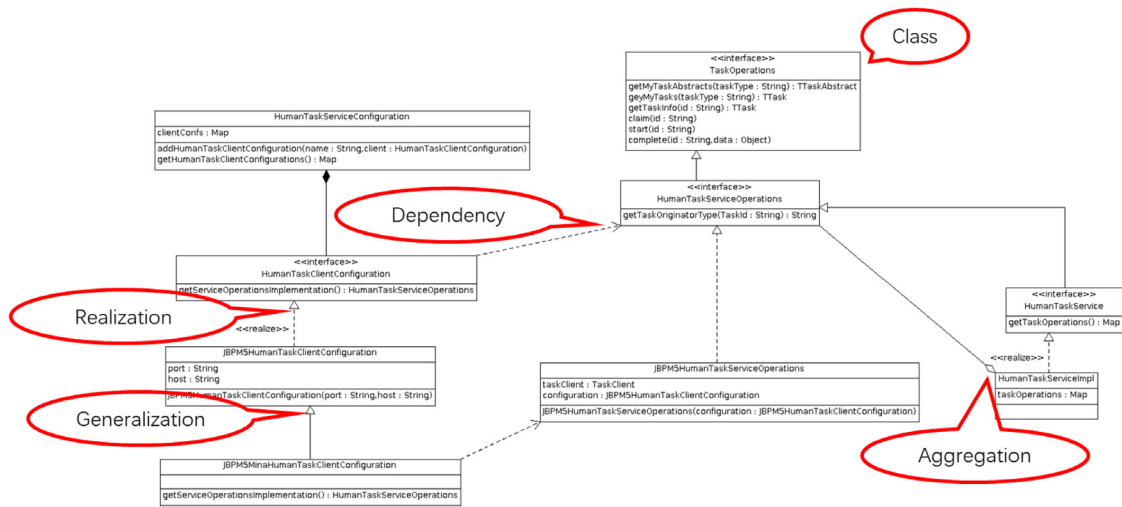 Class
<<interface>>
TaskOperations
getMyTaskAbstracts(taskType : String) : TTaskAbstract
geyMyTasks(taskType : String) : TTask
getTaskInfo(id : String) : TTask
claim(id : String)
start(id : String)
complete(id : String,data : Object)
HumanTaskServiceConfiguration
clientConfs : Map
addHumanTaskClientConfiguration(name : String,client : HumanTaskClientConfiguration)
getHumanTaskClientConfigurations() : Map
<<interface>>
HumanTaskServiceOperations
getTaskOriginatorType(TaskId : String) : String
Dependency
<<interface>>
HumanTaskClientConfiguration
getServiceOperationsImplementation() : HumanTaskServiceOperations
<<interface>>
HumanTaskService
getTaskOperations() : Map
Realization
<<realize>>
JBPM5HumanTaskClientConfiguration
port : String
host : String
JBPM5HumanTaskClientConfiguration(port : String,host : String)
JBPM5HumanTaskServiceOperations
taskClient : TaskClient
configuration : JBPM5HumanTaskClientConfiguration
JBPM5HumanTaskServiceOperations(configuration : JBPM5HumanTaskClientConfiguration)
<<realize>>
HumanTaskServiceImpl
taskOperations : Map
Generalization
Aggregation
JBPM5MinaHumanTaskClientConfiguration
getServiceOperationsImplementation() : HumanTaskServiceOperations